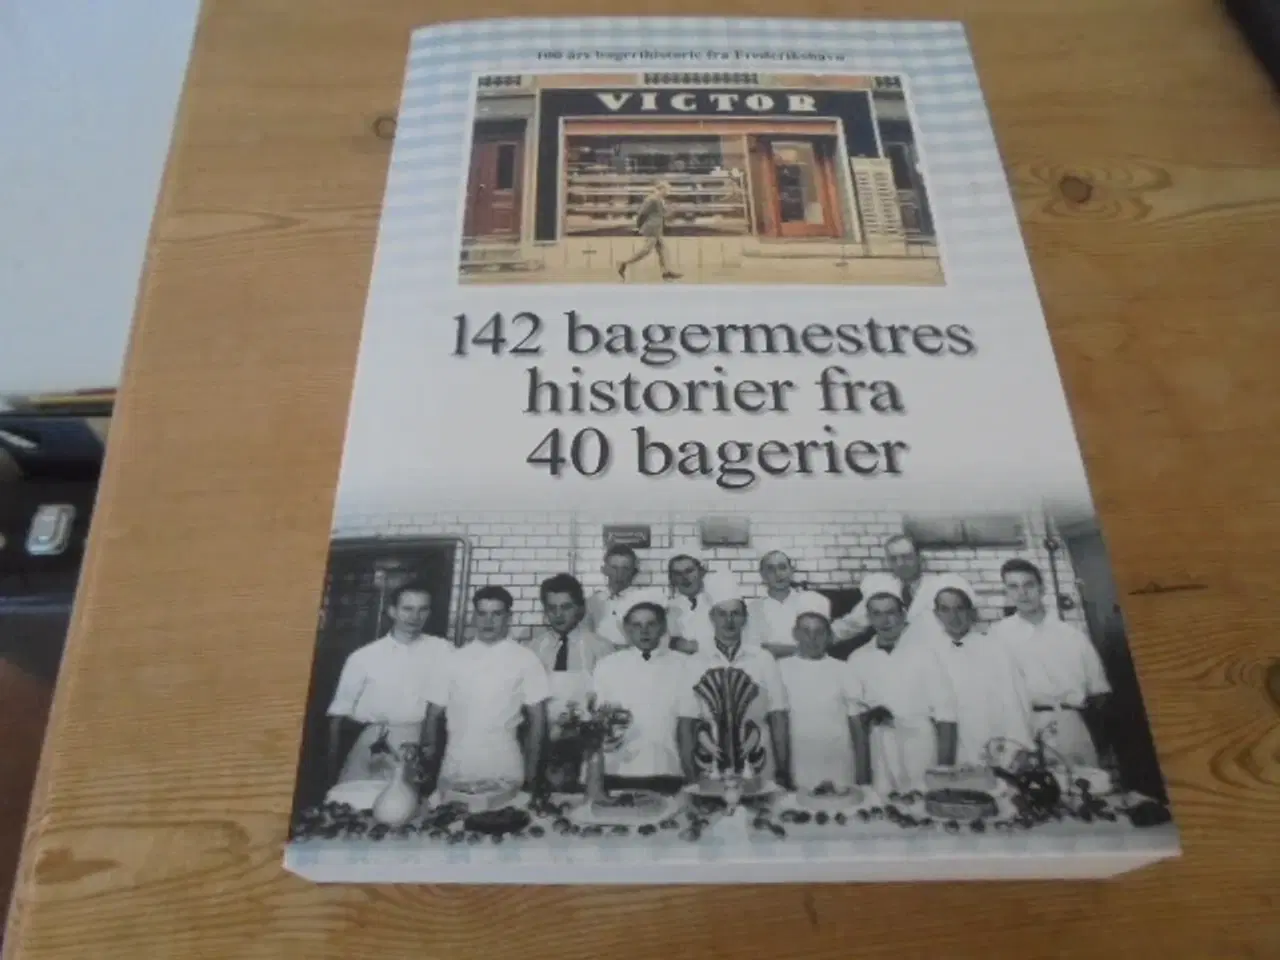 100 års bagerihistorie fra Frederikshavn
VICTOR
142 bagermestres
historier fra
40 bagerier